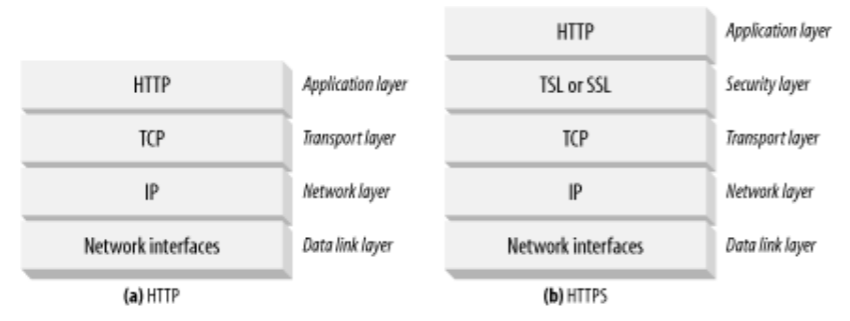 HTTP Application layer
TCP Transport layer
IP Network layer
Network interfaces Data link layer
(a) HTTP
HTTP Application layer
TSL or SSL Security layer
TCP Transport layer
IP Network layer
Network interfaces Data link layer
(b) HTTPS